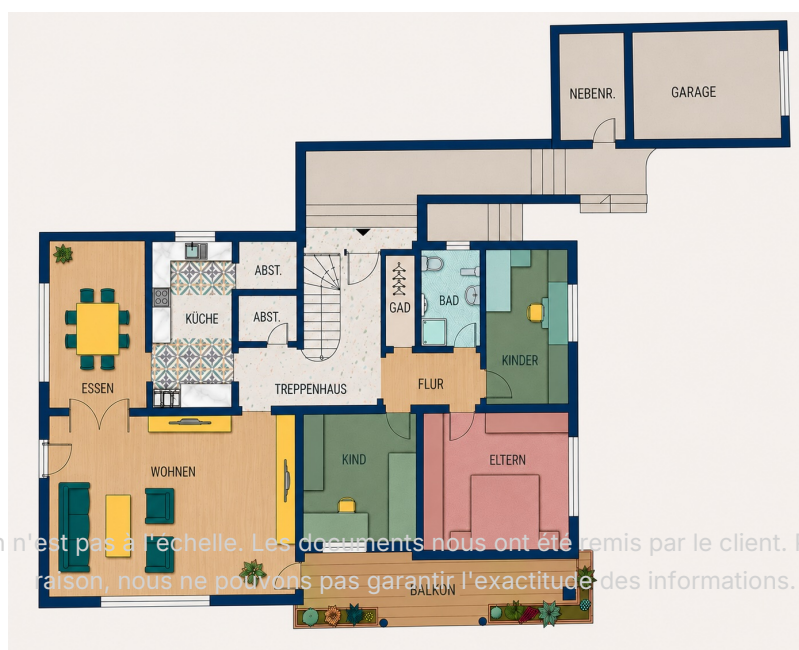 NEBENR.
GARAGE
ABST.
ABST.
KÜCHE
GAD
BAD
KINDER
ESSEN
TREPPENHAUS
FLUR
WOHNEN
KIND
ELTERN
n'est pas à l'échelle. Les documents nous ont été remis par le client.
raison, nous ne pouvons pas garantir l'exactitude des informations.
BALKON